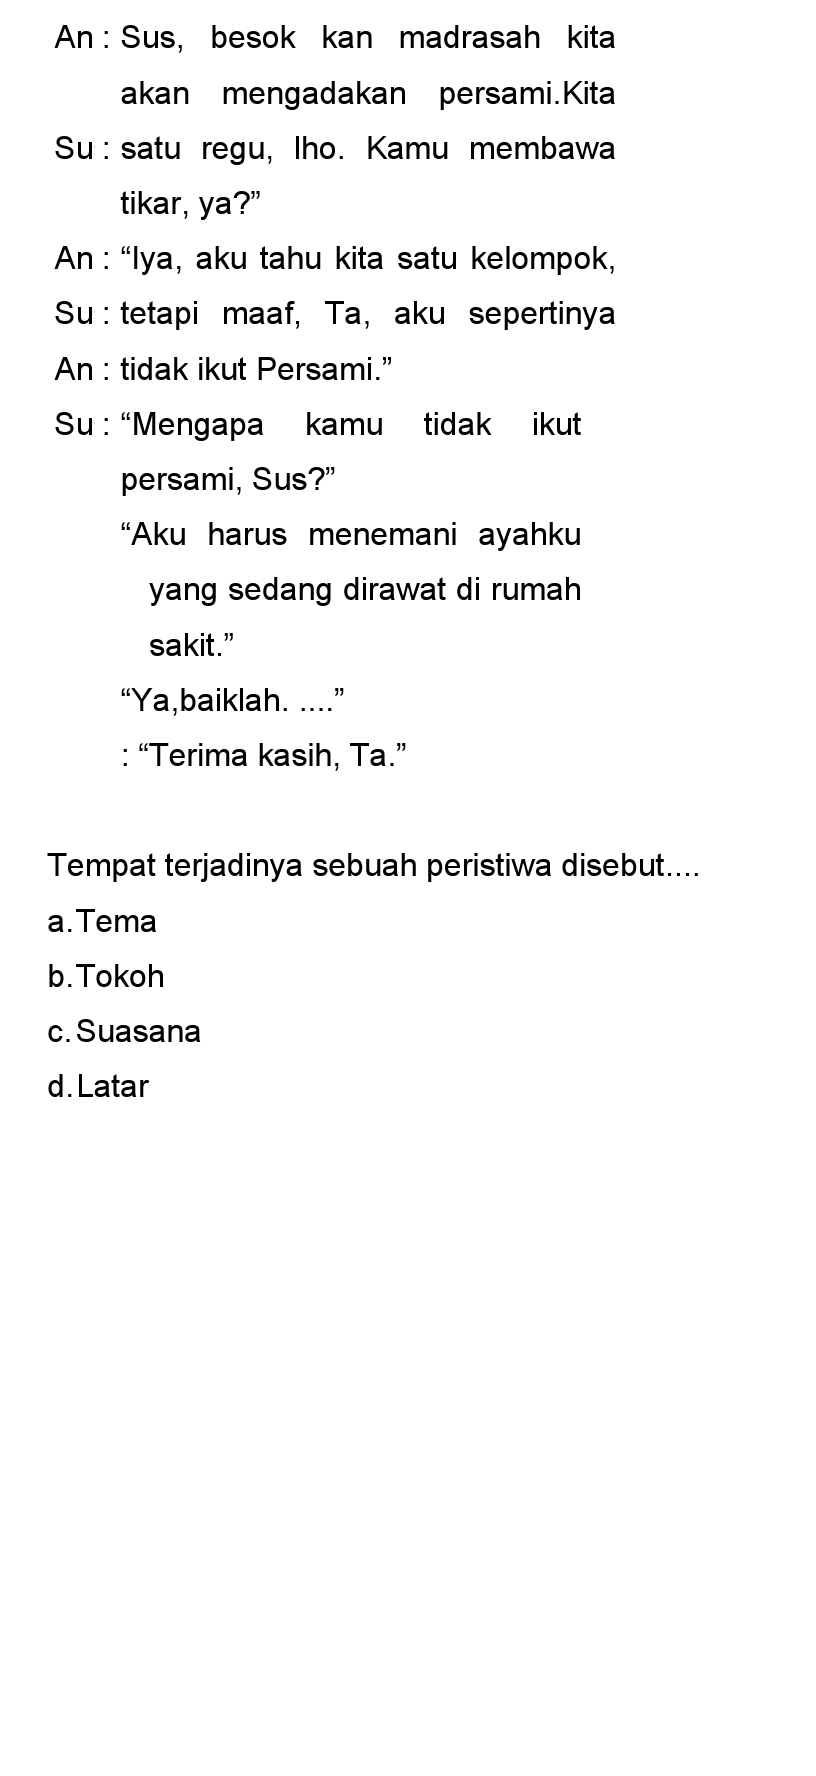 An : Sus, besok kan madrasah kita
akan mengadakan persami.Kita
Su : satu regu, lho. Kamu membawa
tikar, ya?”
An : “Iya, aku tahu kita satu kelompok,
Su : tetapi maaf, Ta, aku sepertinya
An : tidak ikut Persami.”
Su : “Mengapa kamu tidak ikut
persami, Sus?”
“Aku harus menemani ayahku
yang sedang dirawat di rumah
sakit.”
“Ya,baiklah. ....”
: “Terima kasih, Ta.”
Tempat terjadinya sebuah peristiwa disebut....
a.Tema
b.Tokoh
c.Suasana
d.Latar